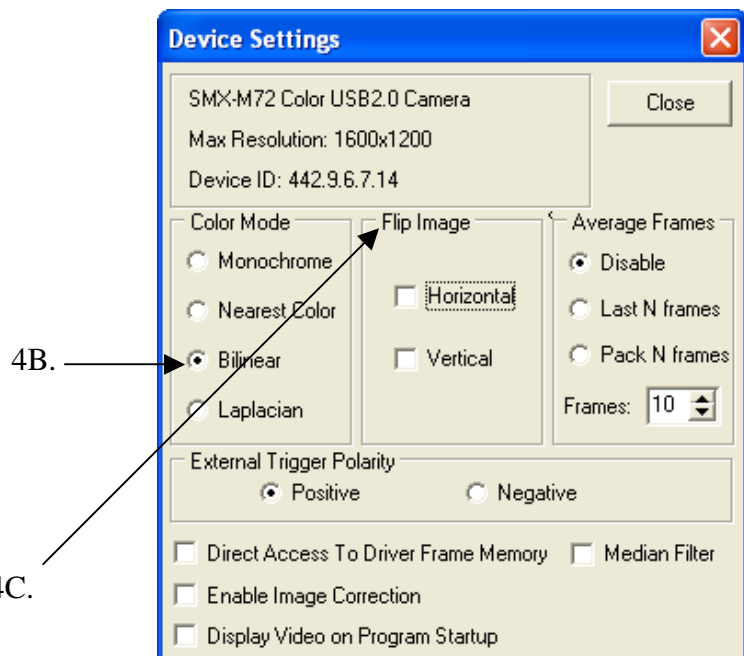 Device Settings
SMX-M72 Color USB2.0 Camera
Close
Max Resolution: 1600x1200
Device ID: 442.9.6.7.14
Color Mode
Monochrome
Nearest Color
Bilinear
Laplacian
Flip Image
Horizontal
Vertical
Average Frames
Disable
Last N frames
Pack N frames
Frames: 10
4B.
External Trigger Polarity
Positive Negative
Direct Access To Driver Frame Memory Median Filter
4C.
Enable Image Correction
Display Video on Program Startup